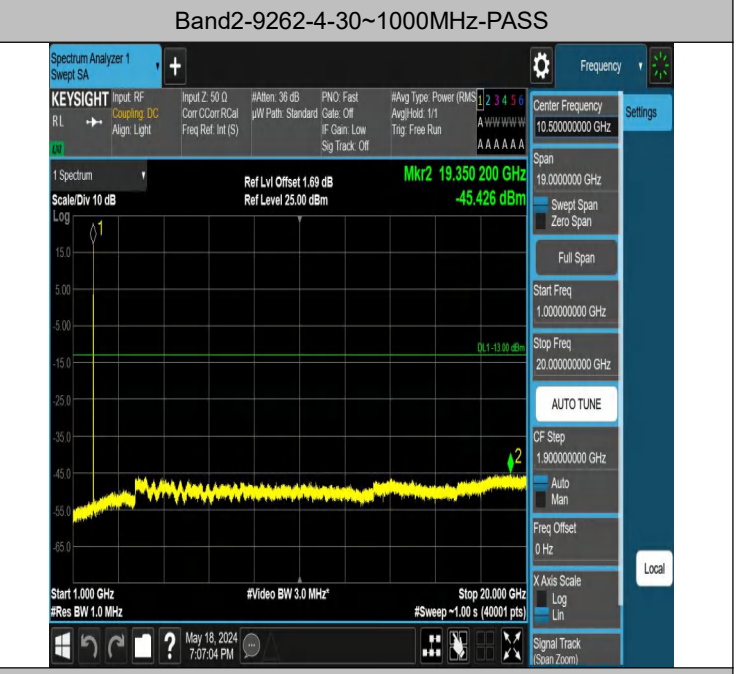 Band2-9262-4-30~1000MHz-PASS
Spectrum Analyzer 1
Swept SA
+
Frequency
KEYSIGHT
RL
Input: RF
Coupling: DC
Align: Light
Input Z: 50 Ω
Corr CCorr RCal
Freq Ref: Int (S)
#Atten: 36 dB
µW Path: Standard
PNO: Fast
Gate: Off
IF Gain: Low
Sig Track: Off
#Avg Type: Power (RMS
Avg|Hold: 1/1
Trig: Free Run
1 2 3 4 5 6
A W W W W W
A A A A A A
1 Spectrum
Scale/Div 10 dB
Log
Ref Lvl Offset 1.69 dB
Ref Level 25.00 dBm
Mkr2 19.350 200 GHz
-45.426 dBm
1
15.0
5.00
-5.00
DL1 -13.00 dBm
-15.0
-25.0
-35.0
2
-45.0
-55.0
-65.0
Start 1.000 GHz
#Res BW 1.0 MHz
#Video BW 3.0 MHz*
Stop 20.000 GHz
#Sweep ~1.00 s (40001 pts)
Center Frequency
10.500000000 GHz
Settings
Span
19.0000000 GHz
Swept Span
Zero Span
Full Span
Start Freq
1.000000000 GHz
Stop Freq
20.000000000 GHz
AUTO TUNE
CF Step
1.900000000 GHz
Auto
Man
Freq Offset
0 Hz
X Axis Scale
Log
Lin
Local
Signal Track
(Span Zoom)
?
May 18, 2024
7:07:04 PM